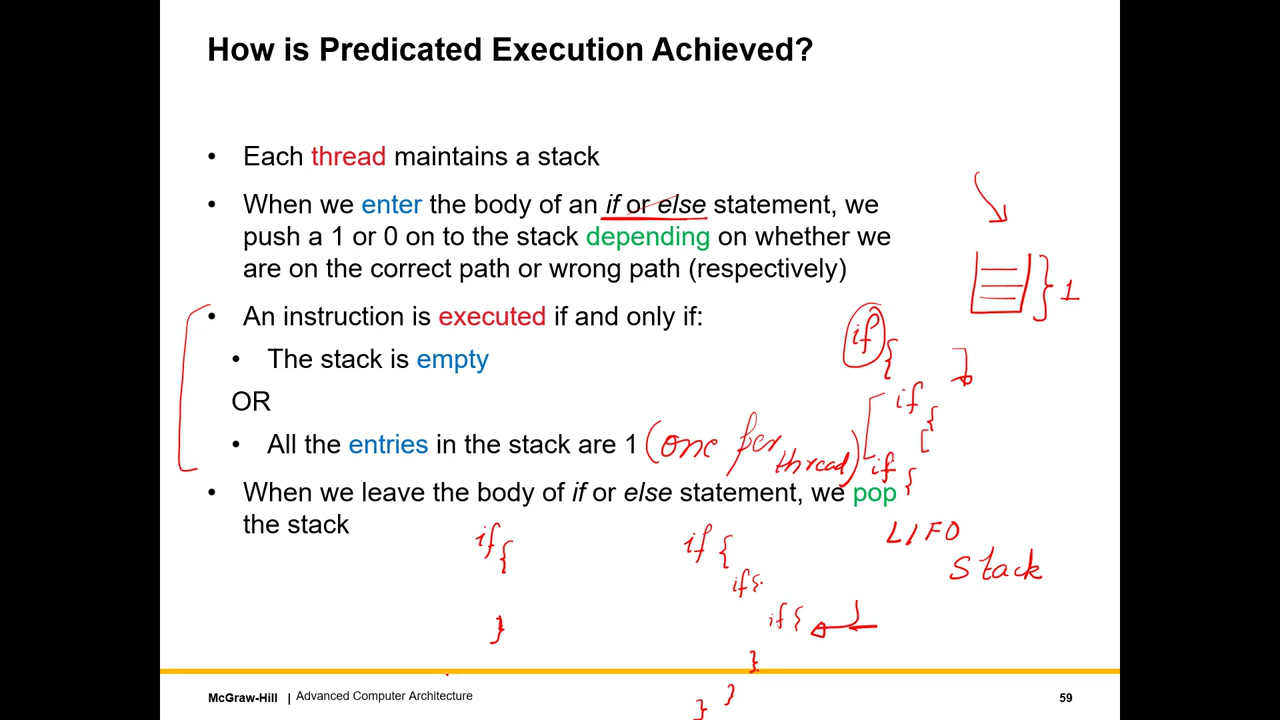 How is Predicated Execution Achieved?
• Each thread maintains a stack
• When we enter the body of an if or else statement, we
push a 1 or 0 on to the stack depending on whether we
are on the correct path or wrong path (respectively)
• An instruction is executed if and only if:
• The stack is empty
OR
• All the entries in the stack are 1 (one per
thread)
• When we leave the body of if or else statement, we pop
the stack
} 1
if {
}
if {
if {
LIFO
stack
if {
}
if {
if {
if {
}
}
}
McGraw-Hill | Advanced Computer Architecture
59